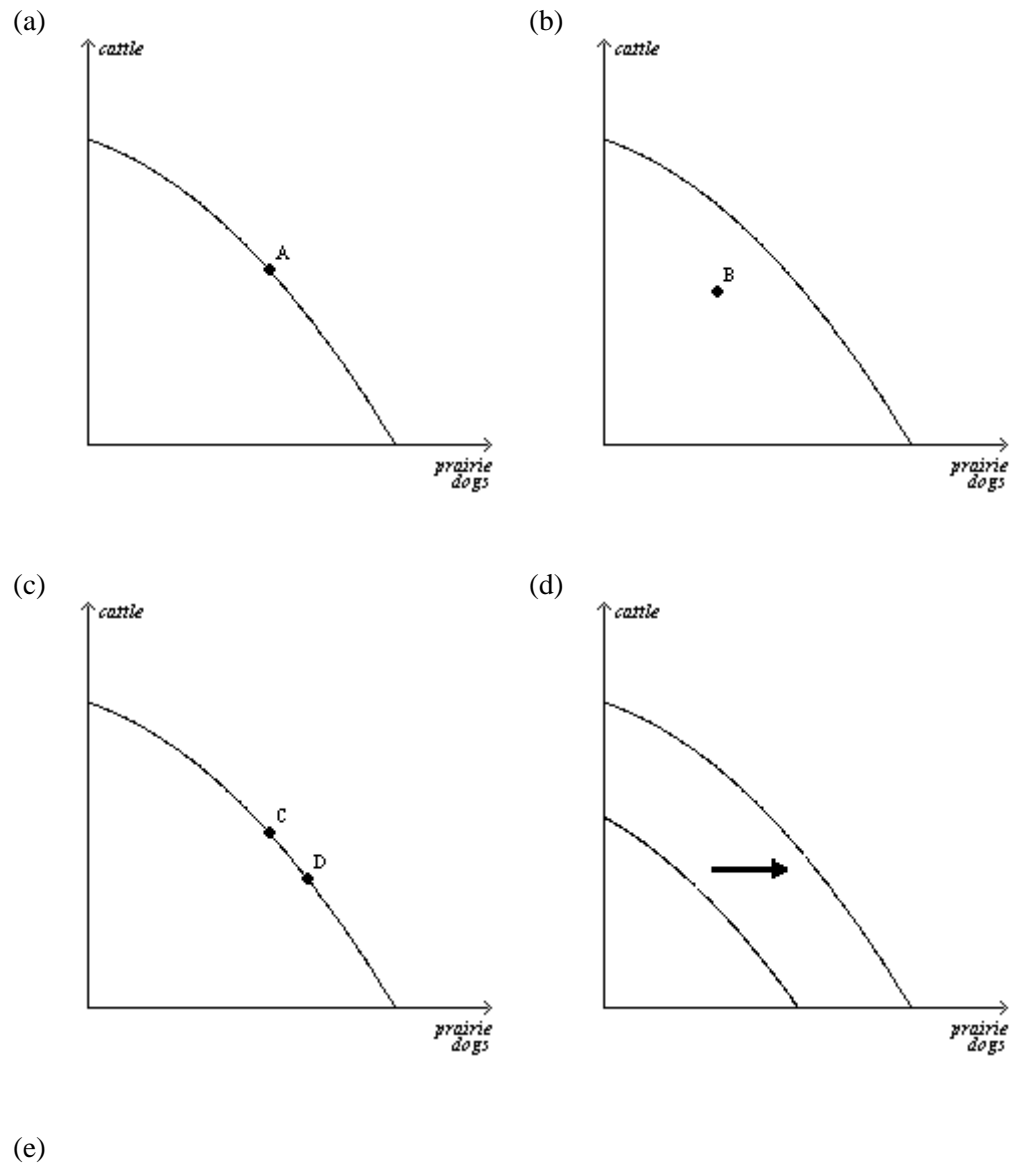 (a)
(b)
cattle
cattle
A
B
prairie
dogs
prairie
dogs
(c)
(d)
cattle
cattle
C
D
prairie
dogs
prairie
dogs
(e)